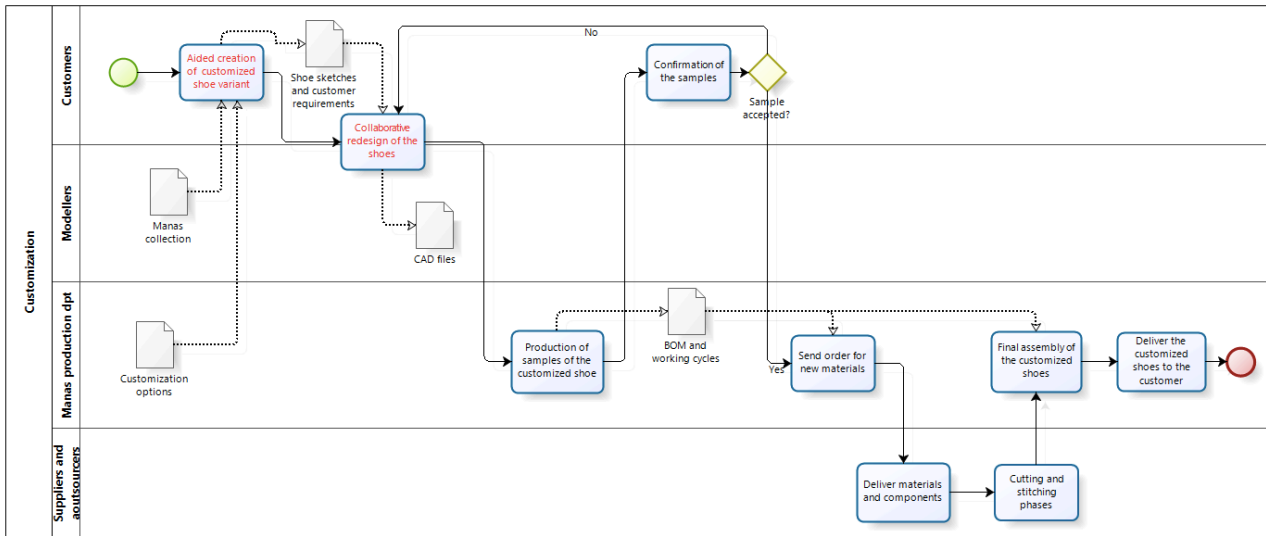 Customization
Customers
Aided creation
of customized
shoe variant
Shoe sketches
and customer
requirements
Collaborative
redesign of the
shoes
No
Confirmation of
the samples
Sample
accepted?
Modellers
Manas
collection
CAD files
Manas production dpt
Customization
options
Production of
samples of the
customized shoe
BOM and
working cycles
Yes
Send order for
new materials
Final assembly of
the customized
shoes
Deliver the
customized
shoes to the
customer
Suppliers and
aoutsourcers
Deliver materials
and components
Cutting and
stitching
phases